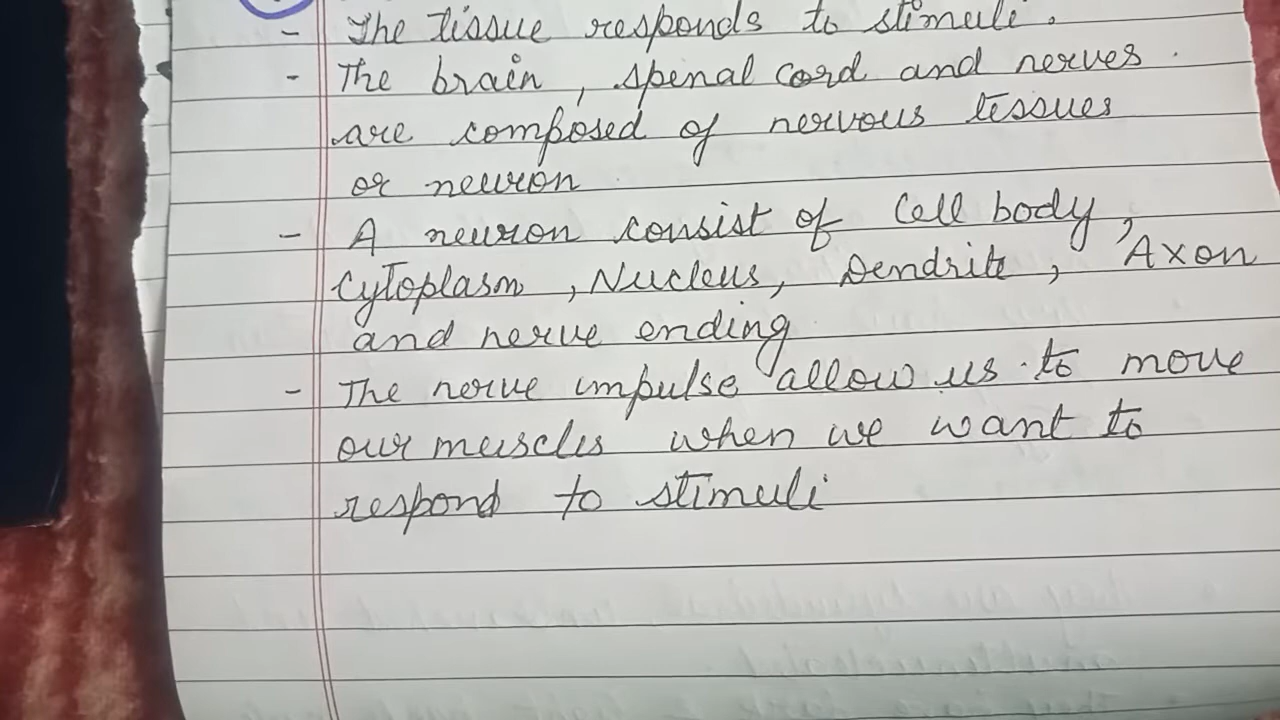 - The tissue responds to stimuli.
- The brain, spenal cord and nerves.
are composed of nervous tissues
or neuron
- A neuron consist of Cell body,
Cytoplasm, Nucleus, Dendrite, Axon
and nerve ending
- The nerve impulse allow us to move
our muscles when we want to
respond to stimuli